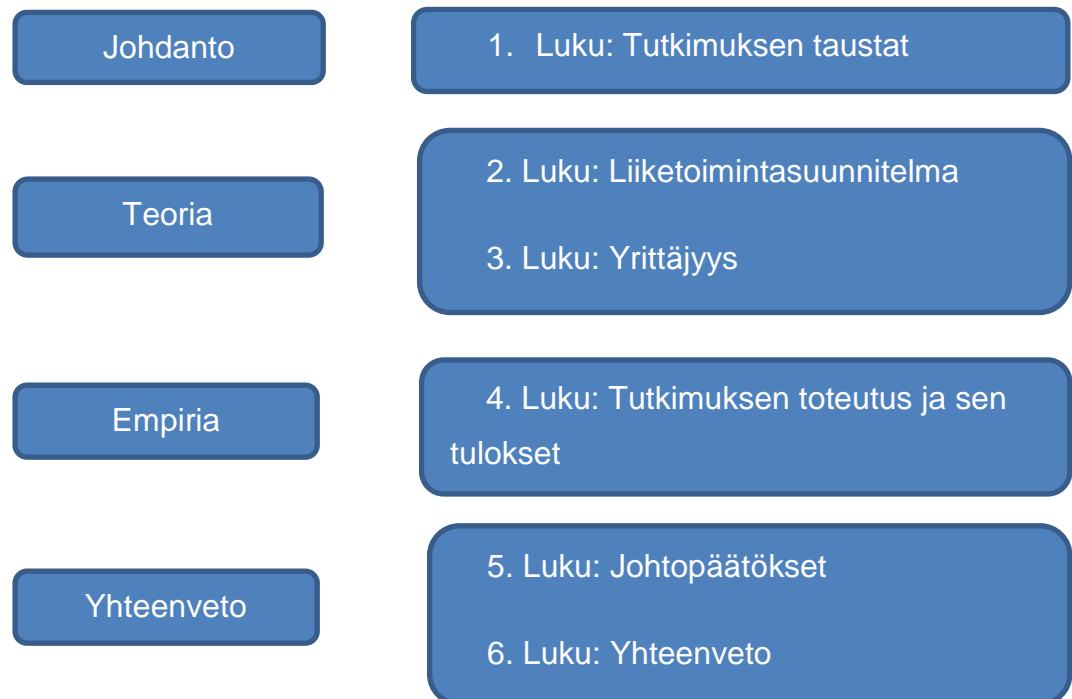 Johdanto
1. Luku: Tutkimuksen taustat
Teoria
2. Luku: Liiketoimintasuunnitelma
3. Luku: Yrittäjyys
Empiria
4. Luku: Tutkimuksen toteutus ja sen
tulokset
Yhteenveto
5. Luku: Johtopäätökset
6. Luku: Yhteenveto